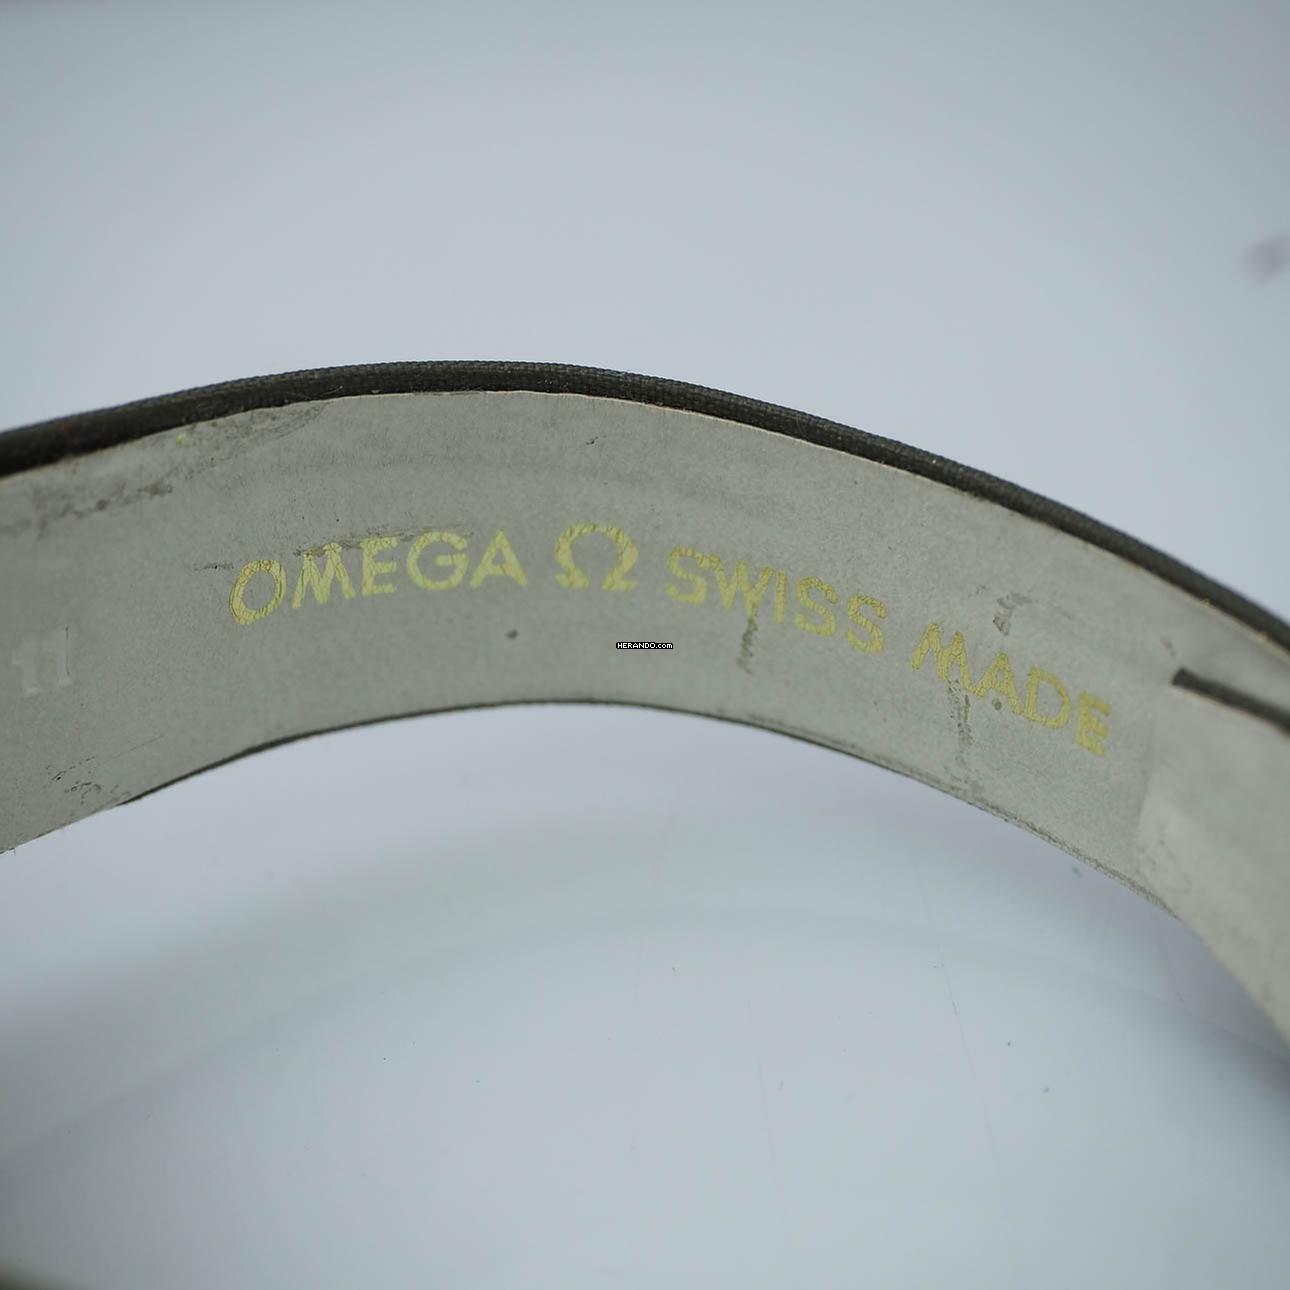 OMEGA Ω SWISS MADE
11
HERANDO.com